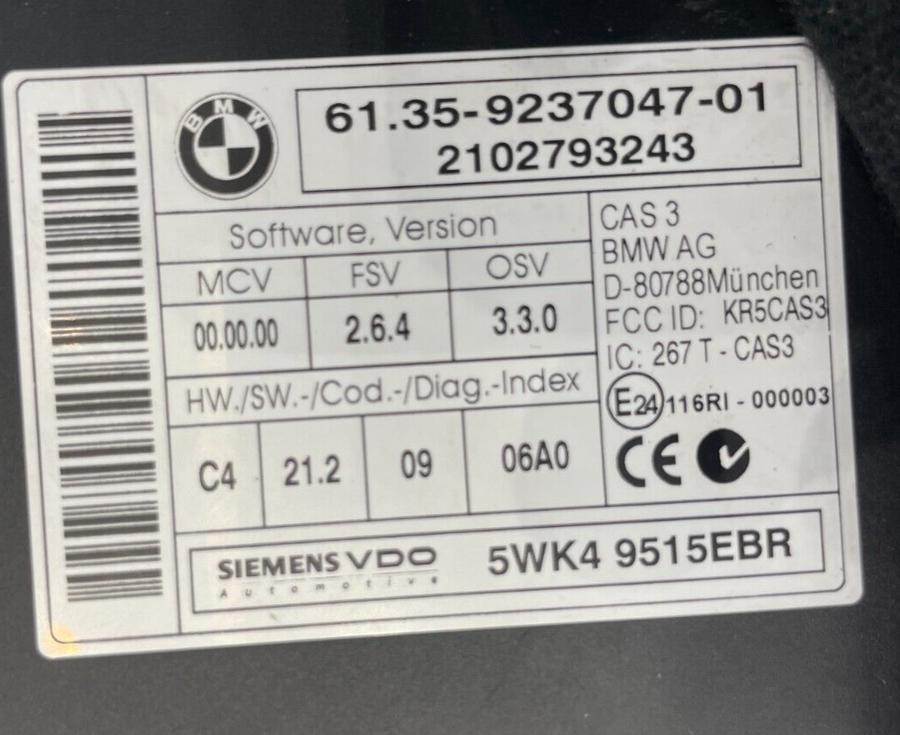 BMW
61.35-9237047-01
2102793243
Software, Version
MCV FSV OSV
00.00.00 2.6.4 3.3.0
HW./SW.-/Cod.-/Diag.-Index
C4 21.2 09 06A0
CAS 3
BMW AG
D-80788München
FCC ID: KR5CAS3
IC: 267 T - CAS3
E24 116RI - 000003
CE
SIEMENS VDO
Automotive
5WK4 9515EBR